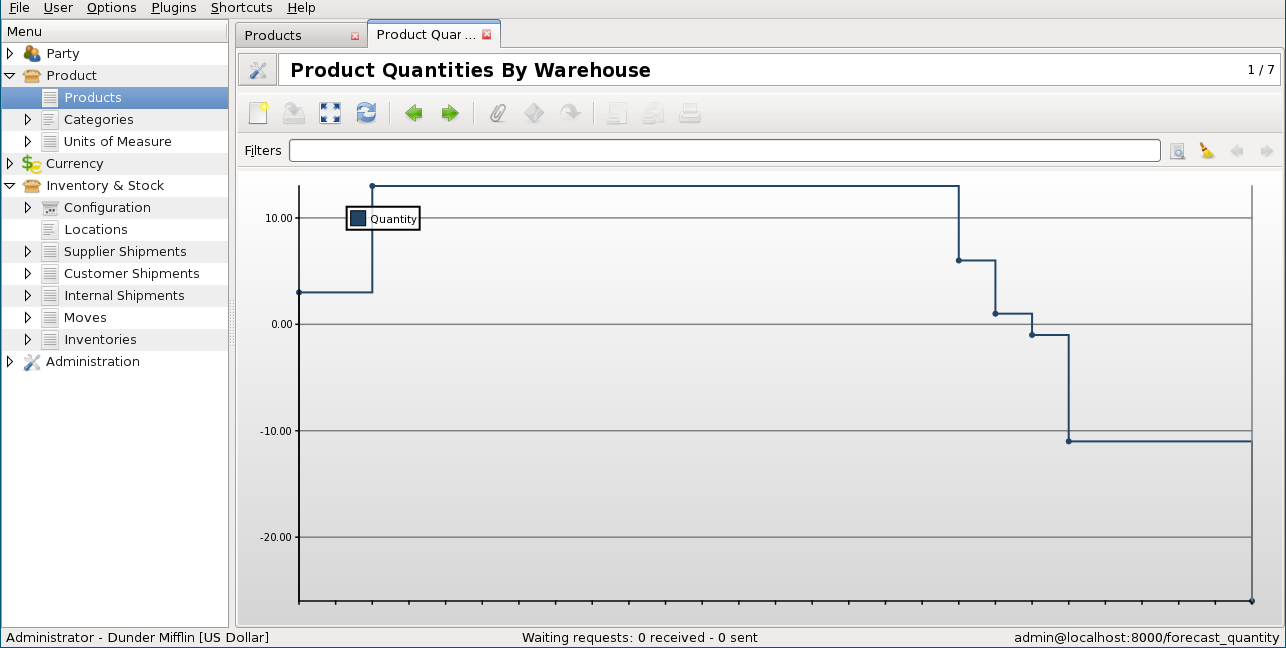 File User Options Plugins Shortcuts Help
Menu
Party
Product
Products
Categories
Units of Measure
Currency
Inventory & Stock
Configuration
Locations
Supplier Shipments
Customer Shipments
Internal Shipments
Moves
Inventories
Administration
Products Product Quar ...
Product Quantities By Warehouse 1 / 7
Filters
10.00
0.00
-10.00
-20.00
Quantity
Administrator - Dunder Mifflin [US Dollar] Waiting requests: 0 received - 0 sent admin@localhost:8000/forecast_quantity